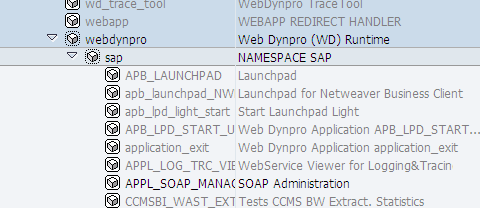 wd_trace_tool WebDynpro TraceTool
webapp WEBAPP REDIRECT HANDLER
webdynpro Web Dynpro (WD) Runtime
sap NAMESPACE SAP
APB_LAUNCHPAD Launchpad
apb_launchpad_NW Launchpad for Netweaver Business Client
apb_lpd_light_start Start Launchpad Light
APB_LPD_START_U Web Dynpro Application APB_LPD_START...
application_exit Web Dynpro Application application_exit
APPL_LOG_TRC_VIE WebService Viewer for Logging&Tracin
APPL_SOAP_MANAC SOAP Administration
CCMSBI_WAST_EXT Tests CCMS BW Extract. Statistics